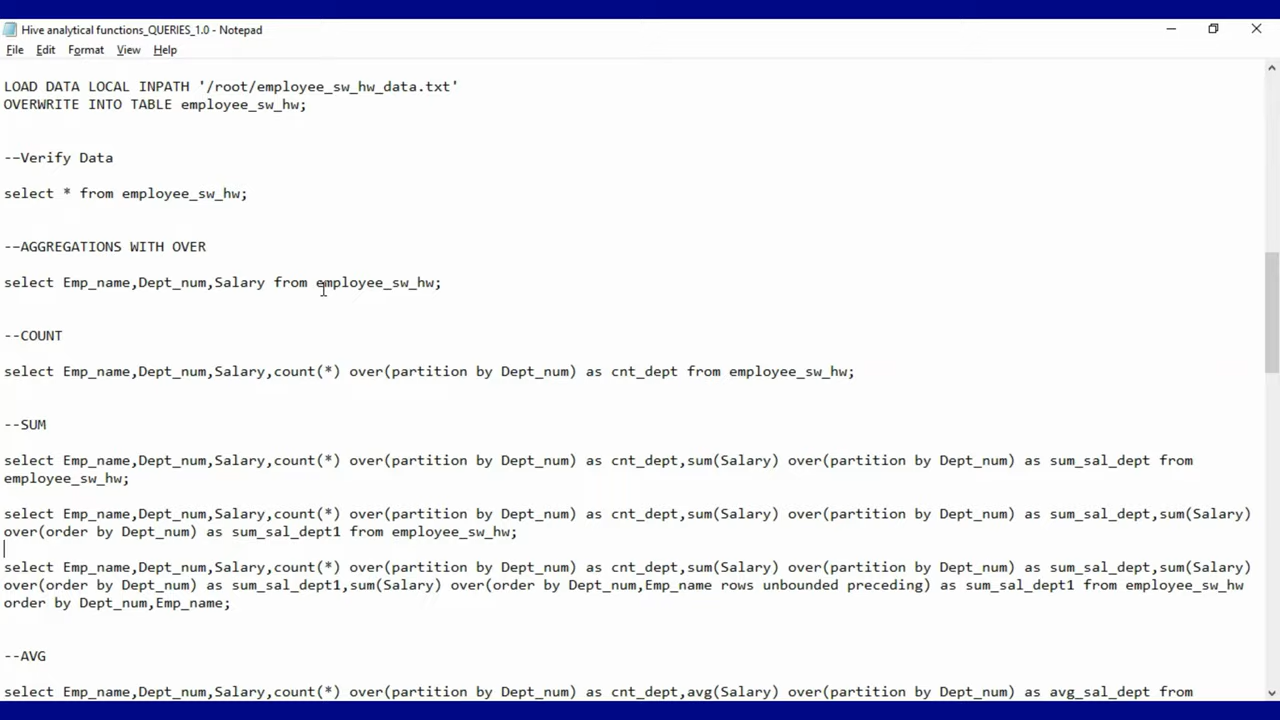 Hive analytical functions_QUERIES_1.0 - Notepad
File Edit Format View Help
LOAD DATA LOCAL INPATH '/root/employee_sw_hw_data.txt'
OVERWRITE INTO TABLE employee_sw_hw;
--Verify Data
select * from employee_sw_hw;
--AGGREGATIONS WITH OVER
select Emp_name,Dept_num,Salary from employee_sw_hw;
--COUNT
select Emp_name,Dept_num,Salary,count(*) over(partition by Dept_num) as cnt_dept from employee_sw_hw;
--SUM
select Emp_name,Dept_num,Salary,count(*) over(partition by Dept_num) as cnt_dept,sum(Salary) over(partition by Dept_num) as sum_sal_dept from
employee_sw_hw;
select Emp_name,Dept_num,Salary,count(*) over(partition by Dept_num) as cnt_dept,sum(Salary) over(partition by Dept_num) as sum_sal_dept,sum(Salary)
over(order by Dept_num) as sum_sal_dept1 from employee_sw_hw;
select Emp_name,Dept_num,Salary,count(*) over(partition by Dept_num) as cnt_dept,sum(Salary) over(partition by Dept_num) as sum_sal_dept,sum(Salary)
over(order by Dept_num) as sum_sal_dept1,sum(Salary) over(order by Dept_num,Emp_name rows unbounded preceding) as sum_sal_dept1 from employee_sw_hw
order by Dept_num,Emp_name;
--AVG
select Emp_name,Dept_num,Salary,count(*) over(partition by Dept_num) as cnt_dept,avg(Salary) over(partition by Dept_num) as avg_sal_dept from